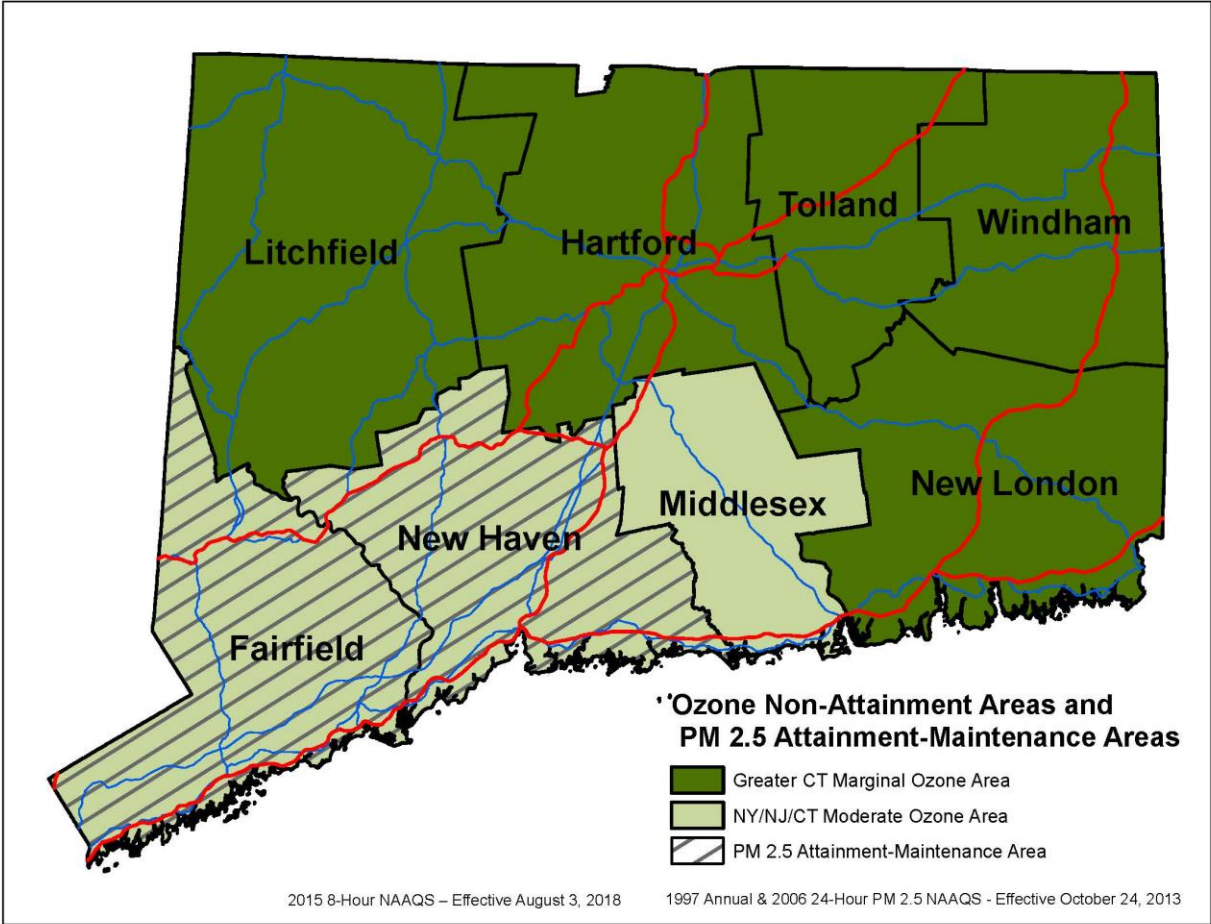 Litchfield
Hartford
Tolland
Windham
New Haven
Middlesex
New London
Fairfield
Ozone Non-Attainment Areas and
PM 2.5 Attainment-Maintenance Areas
Greater CT Marginal Ozone Area
NY/NJ/CT Moderate Ozone Area
PM 2.5 Attainment-Maintenance Area
2015 8-Hour NAAQS – Effective August 3, 2018
1997 Annual & 2006 24-Hour PM 2.5 NAAQS - Effective October 24, 2013